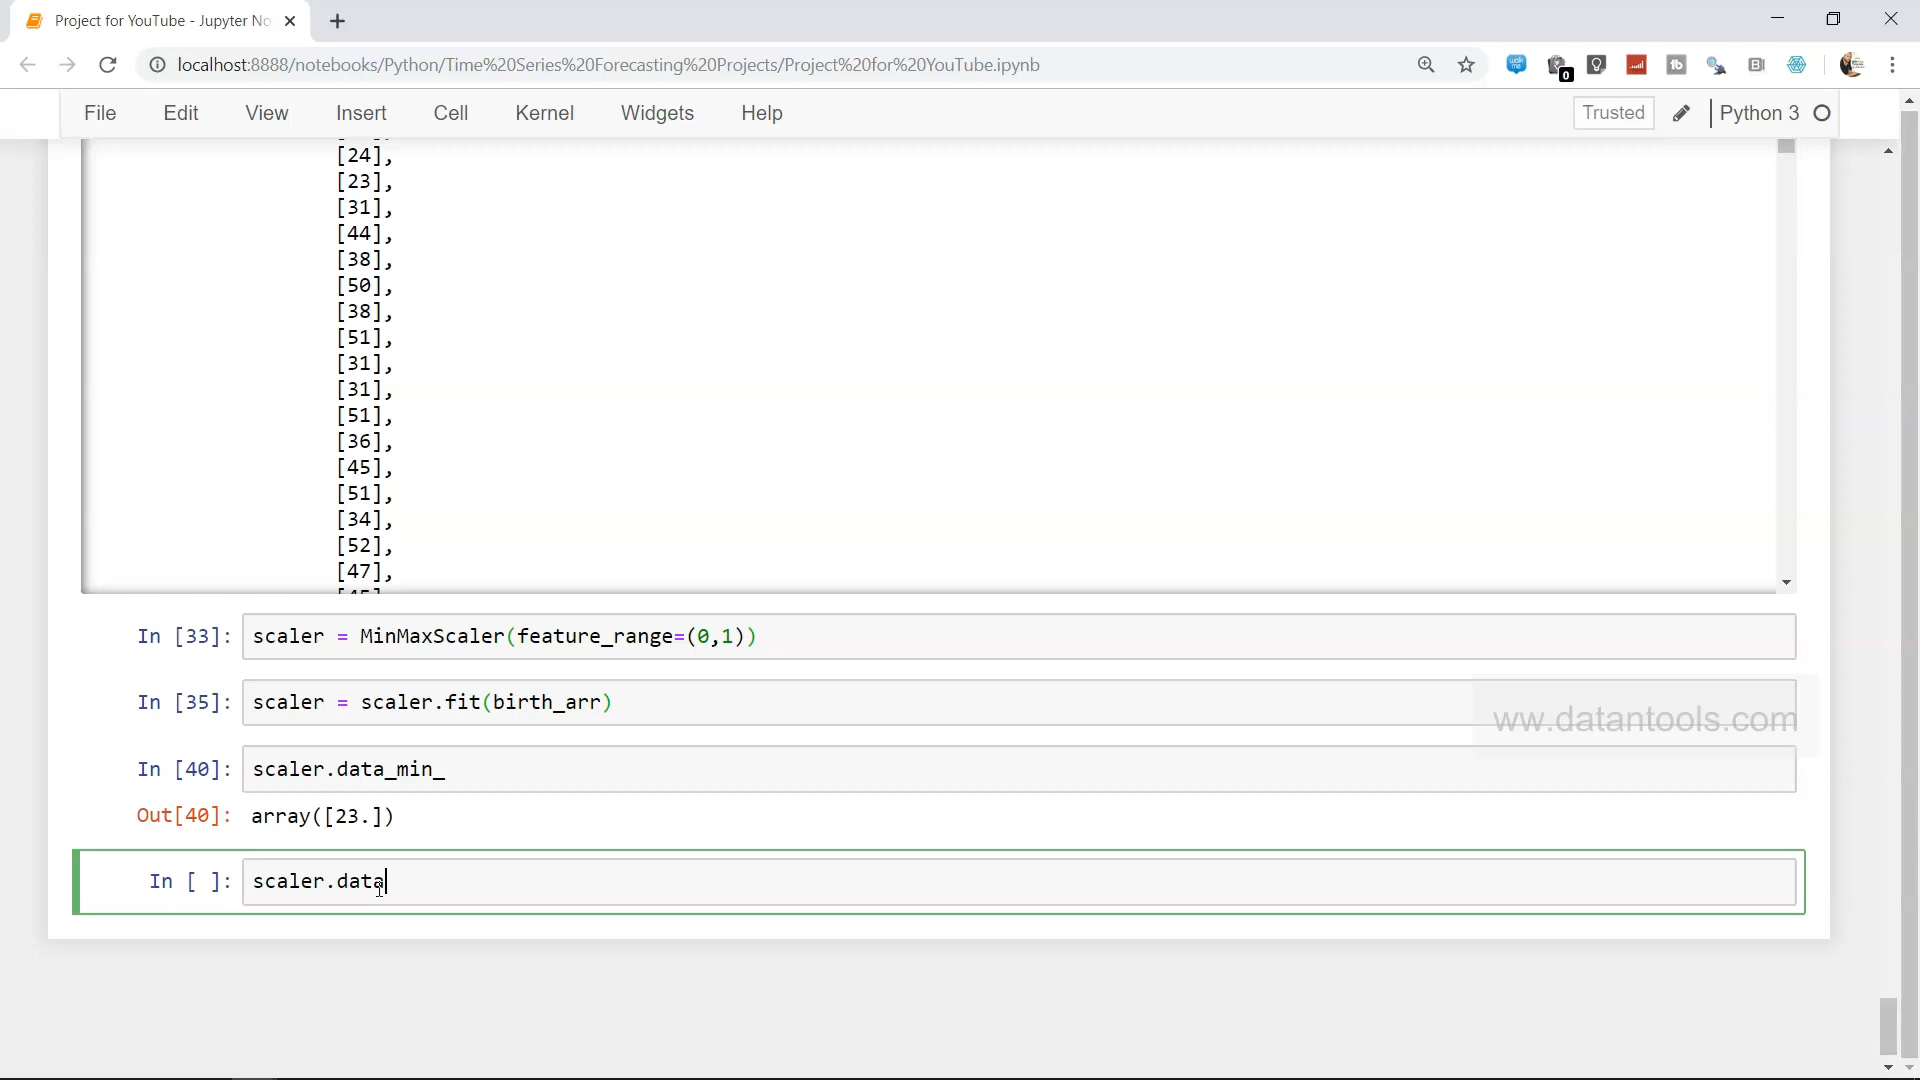 Project for YouTube - Jupyter No
localhost:8888/notebooks/Python/Time%20Series%20Forecasting%20Projects/Project%20for%20YouTube.ipynb
0
File Edit View Insert Cell Kernel Widgets Help
Trusted
Python 3
[24],
[23],
[31],
[44],
[38],
[50],
[38],
[51],
[31],
[31],
[51],
[36],
[45],
[51],
[34],
[52],
[47],
In [33]: scaler = MinMaxScaler(feature_range=(0,1))
In [35]: scaler = scaler.fit(birth_arr)
ww.datantools.com
In [40]: scaler.data_min_
Out[40]: array([23.])
In [ ]: scaler.data